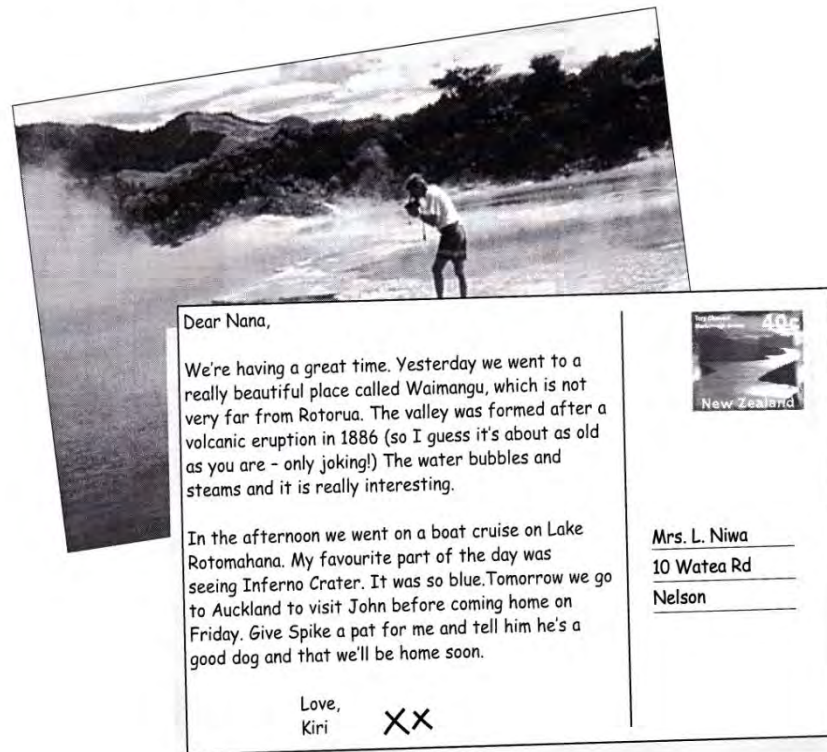 Dear Nana,
We're having a great time. Yesterday we went to a
really beautiful place called Waimangu, which is not
very far from Rotorua. The valley was formed after a
volcanic eruption in 1886 (so I guess it's about as old
as you are – only joking!) The water bubbles and
steams and it is really interesting.
In the afternoon we went on a boat cruise on Lake
Rotomahana. My favourite part of the day was
seeing Inferno Crater. It was so blue.Tomorrow we go
to Auckland to visit John before coming home on
Friday. Give Spike a pat for me and tell him he's a
good dog and that we'll be home soon.
Love,
Kiri XX
New Zealand
Mrs. L. Niwa
10 Watea Rd
Nelson